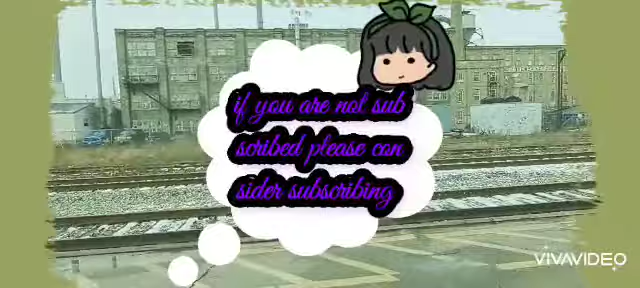 if you are not sub
scribed please con
sider subscribing
VIVAVIDEO